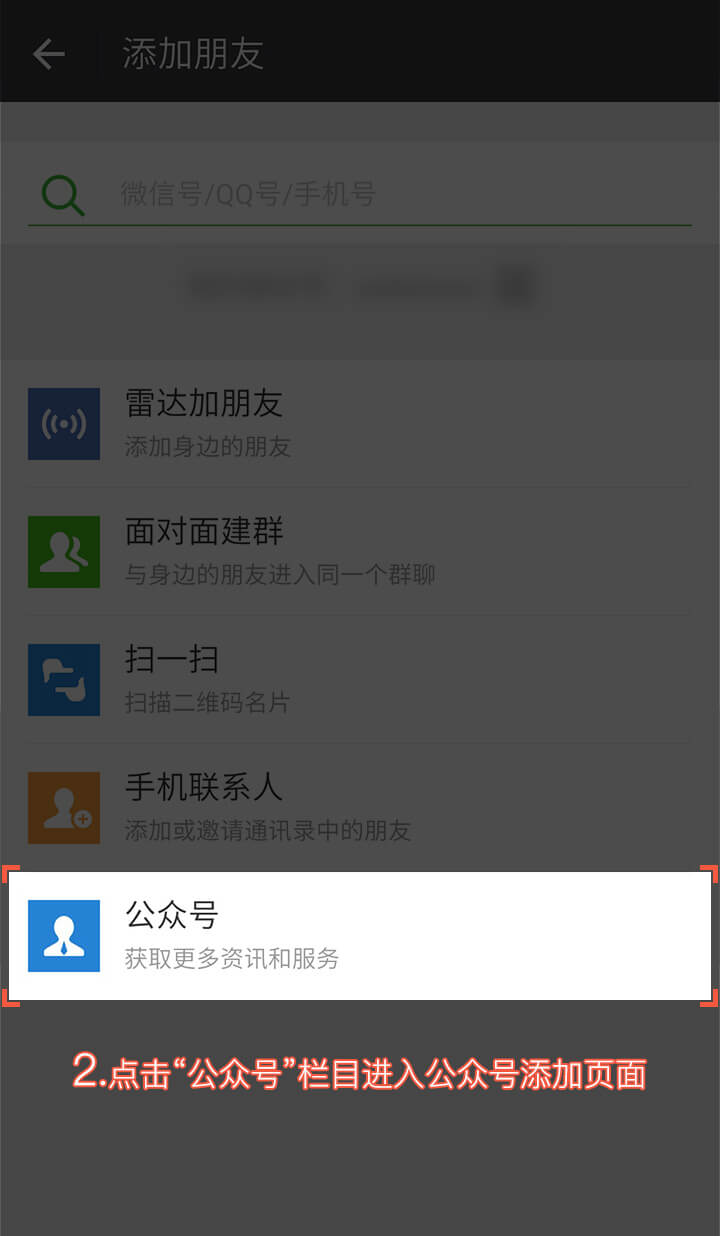 添加朋友
微信号/QQ号/手机号
雷达加朋友
添加身边的朋友
面对面建群
与身边的朋友进入同一个群聊
扫一扫
扫描二维码名片
手机联系人
添加或邀请通讯录中的朋友
公众号
获取更多资讯和服务
2.点击“公众号”栏目进入公众号添加页面